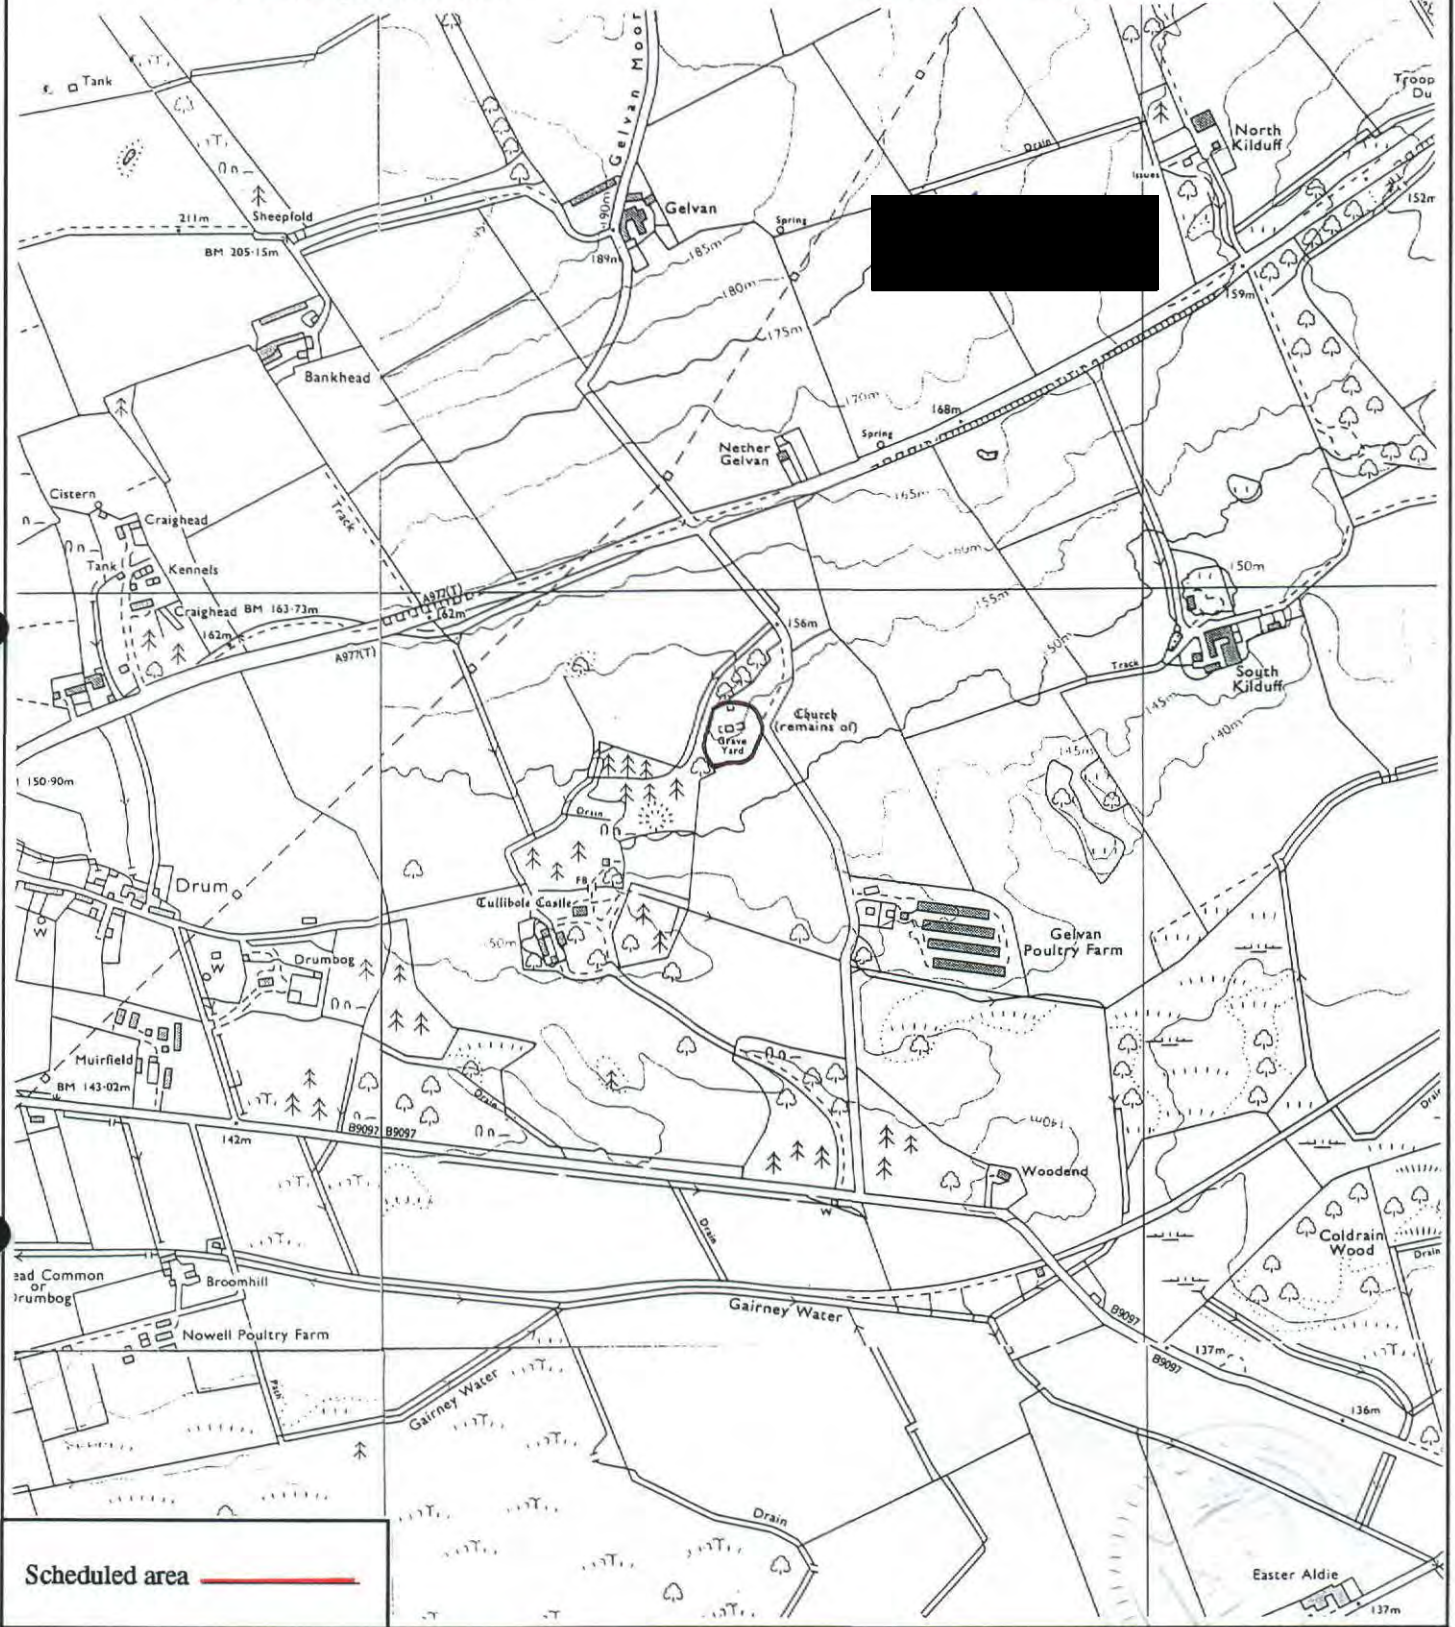 Tank
Gelvan Moor
North
Kilduff
Drain
Issues
152m
211m
Sheepfold
BM 205·15m
190m
Gelvan
189m
Spring
185m
180m
175m
159m
Bankhead
170m
168m
Spring
Nether
Gelvan
165m
Cistern
Craighead
Track
Tank
Kennels
160m
150m
Craighead
BM 163·73m
A977(T)
162m
162m
A977(T)
156m
155m
150m
150m
Track
South
Kilduff
145m
140m
145m
Church
(remains of)
Grave
Yard
150·90m
Drain
Drum
FB
Tullibole Castle
W
Gelvan
Poultry Farm
Drumbog
W
Muirfield
BM 143·02m
Drain
Drain
140m
B9097
B9097
142m
Woodend
W
Drain
Coldrain
Wood
Drain
ead Common
or
Drumbog
Broomhill
Gairney Water
B9097
Nowell Poultry Farm
137m
B9097
Path
Gairney Water
136m
Drain
Scheduled area
Easter Aldie
137m